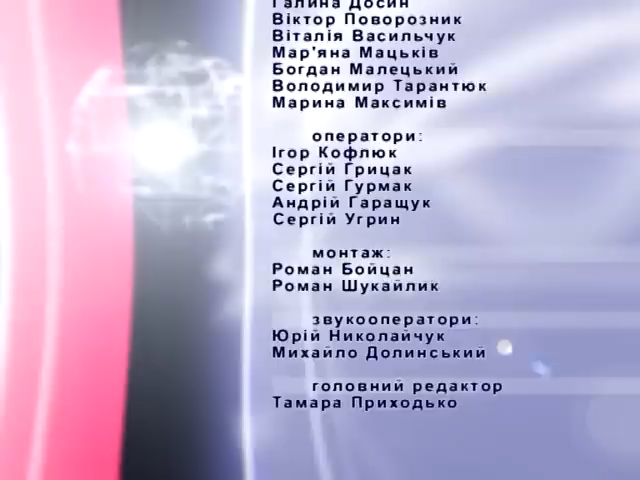 Галина Досин
Віктор Поворозник
Віталія Васильчук
Мар'яна Мацьків
Богдан Малецький
Володимир Тарантюк
Марина Максимів
оператори:
Ігор Кофлюк
Сергій Грицак
Сергій Гурмак
Андрій Гаращук
Сергій Угрин
монтаж:
Роман Бойцан
Роман Шукайлик
звукооператори:
Юрій Николайчук
Михайло Долинський
головний редактор
Тамара Приходько